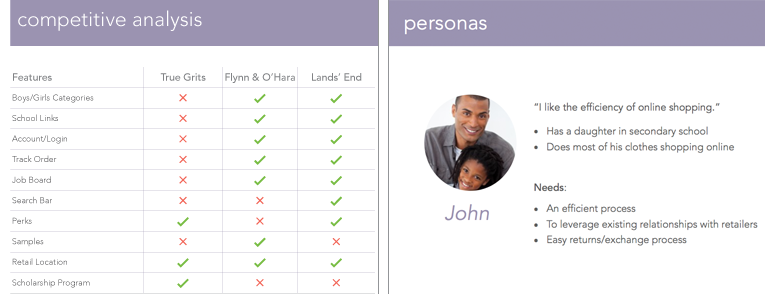 competitive analysis
Features True Grits Flynn & O'Hara Lands' End
Boys/Girls Categories
School Links
Account/Login
Track Order
Job Board
Search Bar
Perks
Samples
Retail Location
Scholarship Program
personas
"I like the efficiency of online shopping."
• Has a daughter in secondary school
• Does most of his clothes shopping online
John
Needs:
• An efficient process
• To leverage existing relationships with retailers
• Easy returns/exchange process